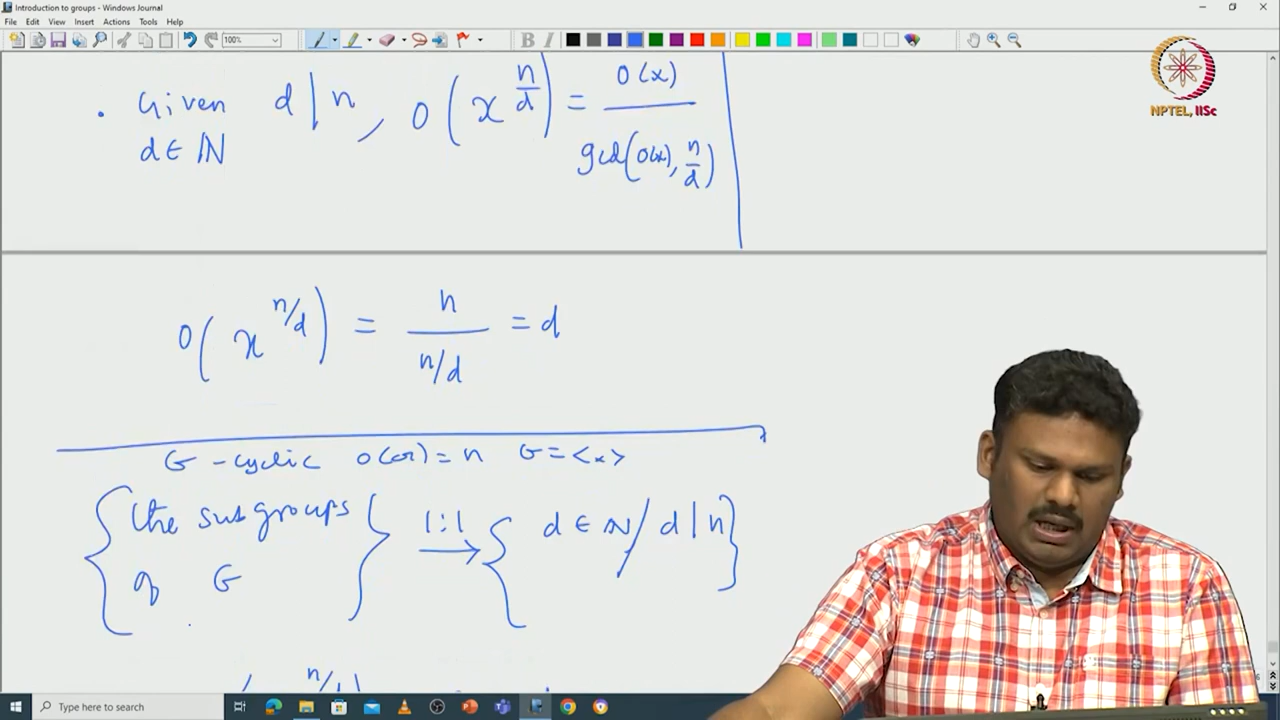 Introduction to groups - Windows Journal
File Edit View Insert Actions Tools Help
100%
B I
NPTEL, IISc
. Given d | n , o(x^{n/d}) = o(x) / gcd(o(x), n/d)
d ∈ ℕ
o(x^{n/d}) = n / (n/d) = d
G - cyclic o(G) = n G = <x>
{ the subgroups of G } 1:1 → { d ∈ ℕ / d | n }
n/d
Type here to search